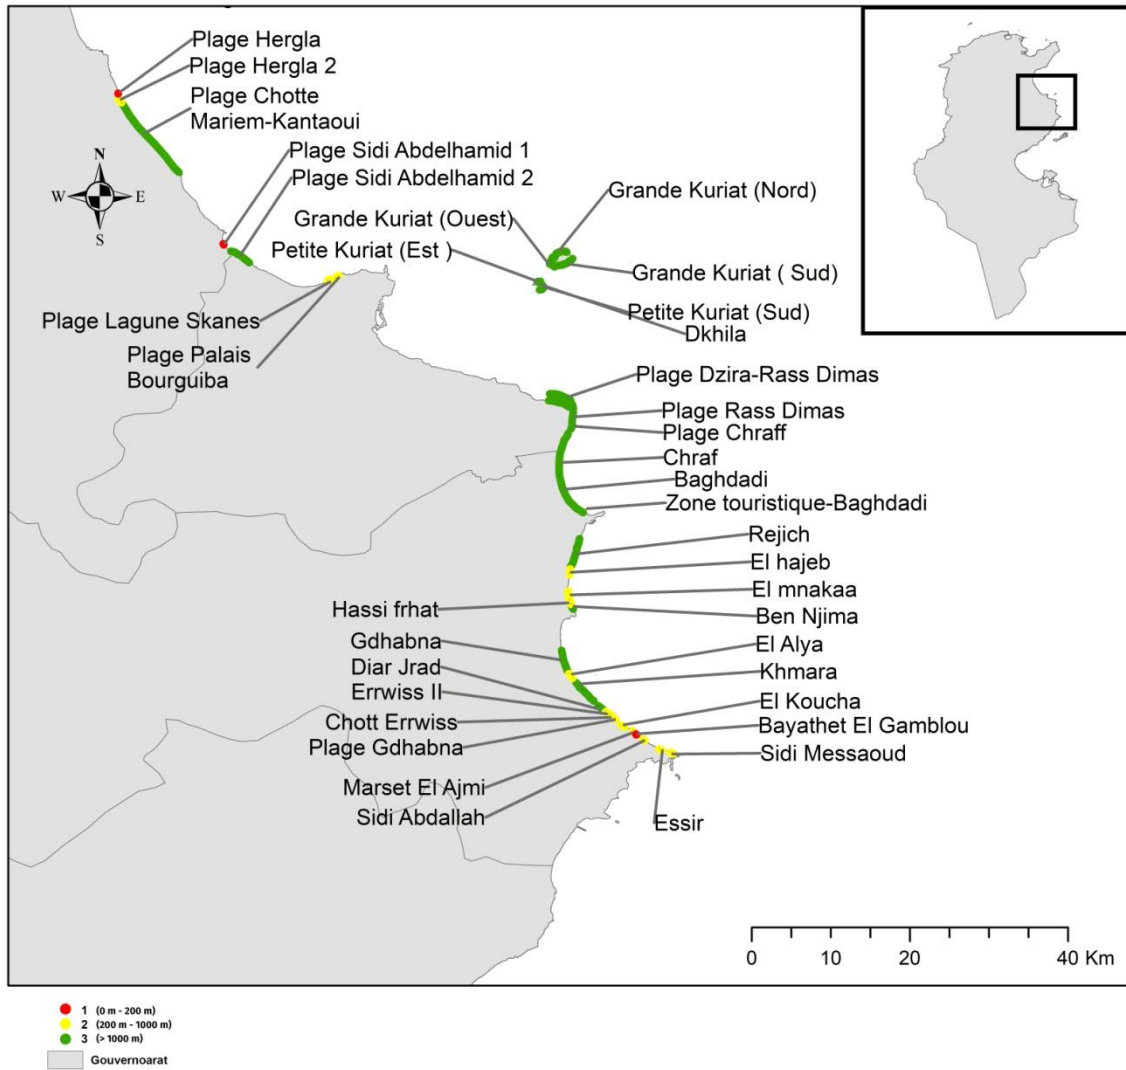 Plage Hergla
Plage Hergla 2
Plage Chotte
Mariem-Kantaoui
Plage Sidi Abdelhamid 1
Plage Sidi Abdelhamid 2
N
W
E
S
Grande Kuriat (Nord)
Grande Kuriat (Ouest)
Petite Kuriat (Est )
Grande Kuriat ( Sud)
Petite Kuriat (Sud)
Dkhila
Plage Lagune Skanes
Plage Palais
Bourguiba
Plage Dzira-Rass Dimas
Plage Rass Dimas
Plage Chraff
Chraf
Baghdadi
Zone touristique-Baghdadi
Rejich
El hajeb
El mnakaa
Hassi frhat
Ben Njima
Gdhabna
El Alya
Diar Jrad
Khmara
Errwiss II
El Koucha
Chott Errwiss
Bayathet El Gamblou
Plage Gdhabna
Sidi Messaoud
Marset El Ajmi
Sidi Abdallah
Essir
0 10 20 40 Km
1 (0 m - 200 m)
2 (200 m - 1000 m)
3 (> 1000 m)
Gouvernoarat